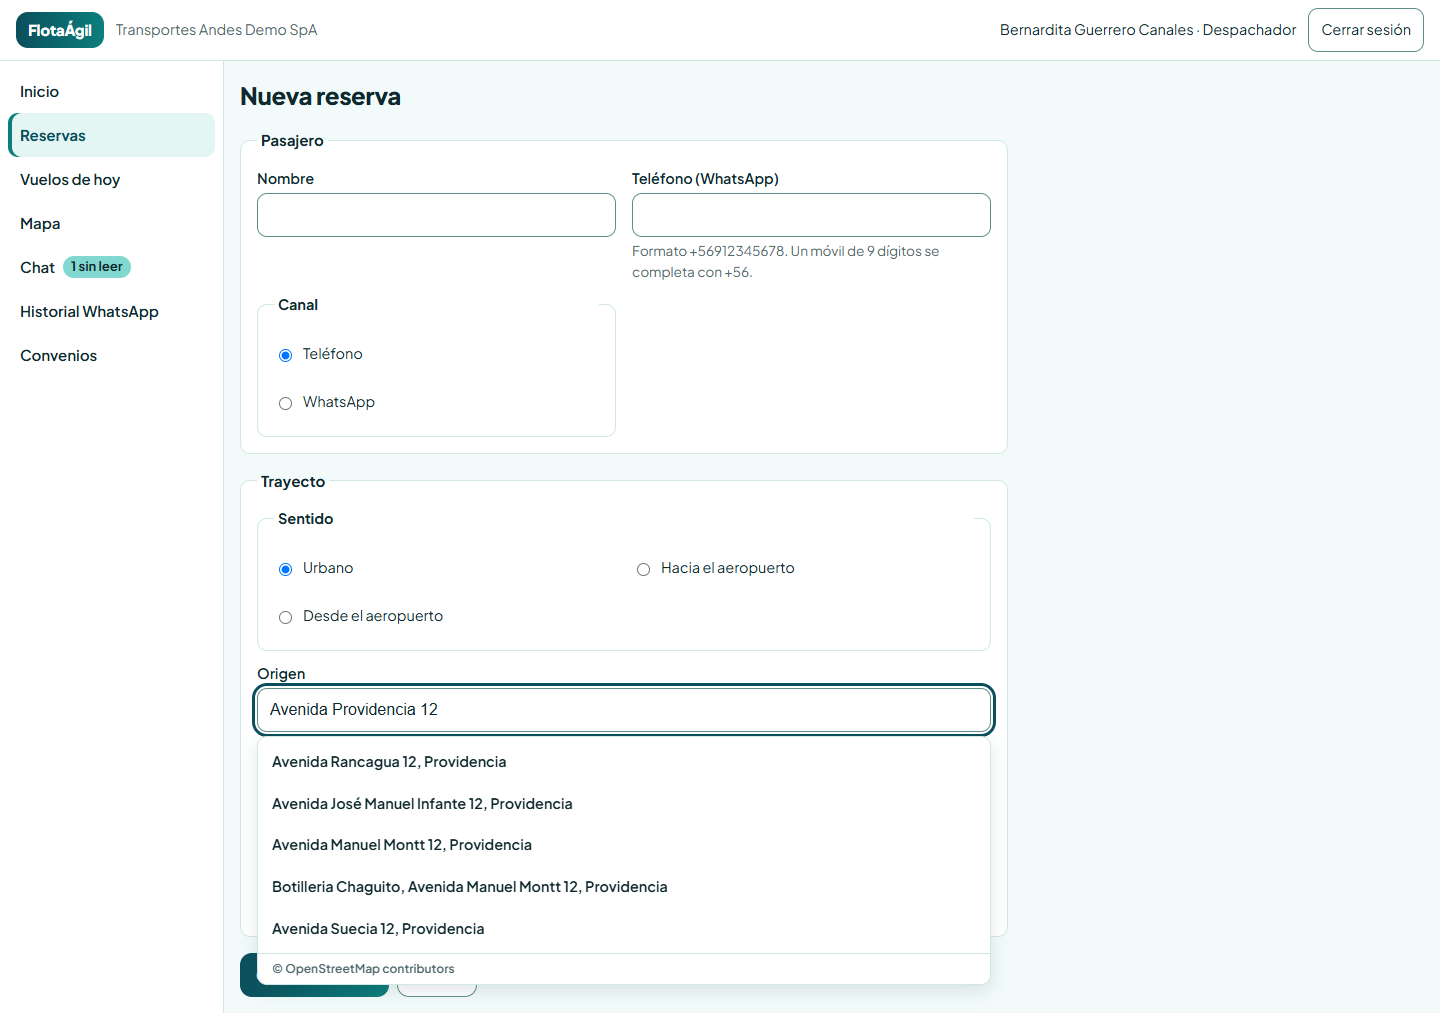 FlotaÁgil
Transportes Andes Demo SpA
Bernardita Guerrero Canales · Despachador
Cerrar sesión
Inicio
Reservas
Vuelos de hoy
Mapa
Chat 1 sin leer
Historial WhatsApp
Convenios
Nueva reserva
Pasajero
Nombre
Teléfono (WhatsApp)
Formato +56912345678. Un móvil de 9 dígitos se
completa con +56.
Canal
Teléfono
WhatsApp
Trayecto
Sentido
Urbano
Hacia el aeropuerto
Desde el aeropuerto
Origen
Avenida Providencia 12
Avenida Rancagua 12, Providencia
Avenida José Manuel Infante 12, Providencia
Avenida Manuel Montt 12, Providencia
Botilleria Chaguito, Avenida Manuel Montt 12, Providencia
Avenida Suecia 12, Providencia
© OpenStreetMap contributors